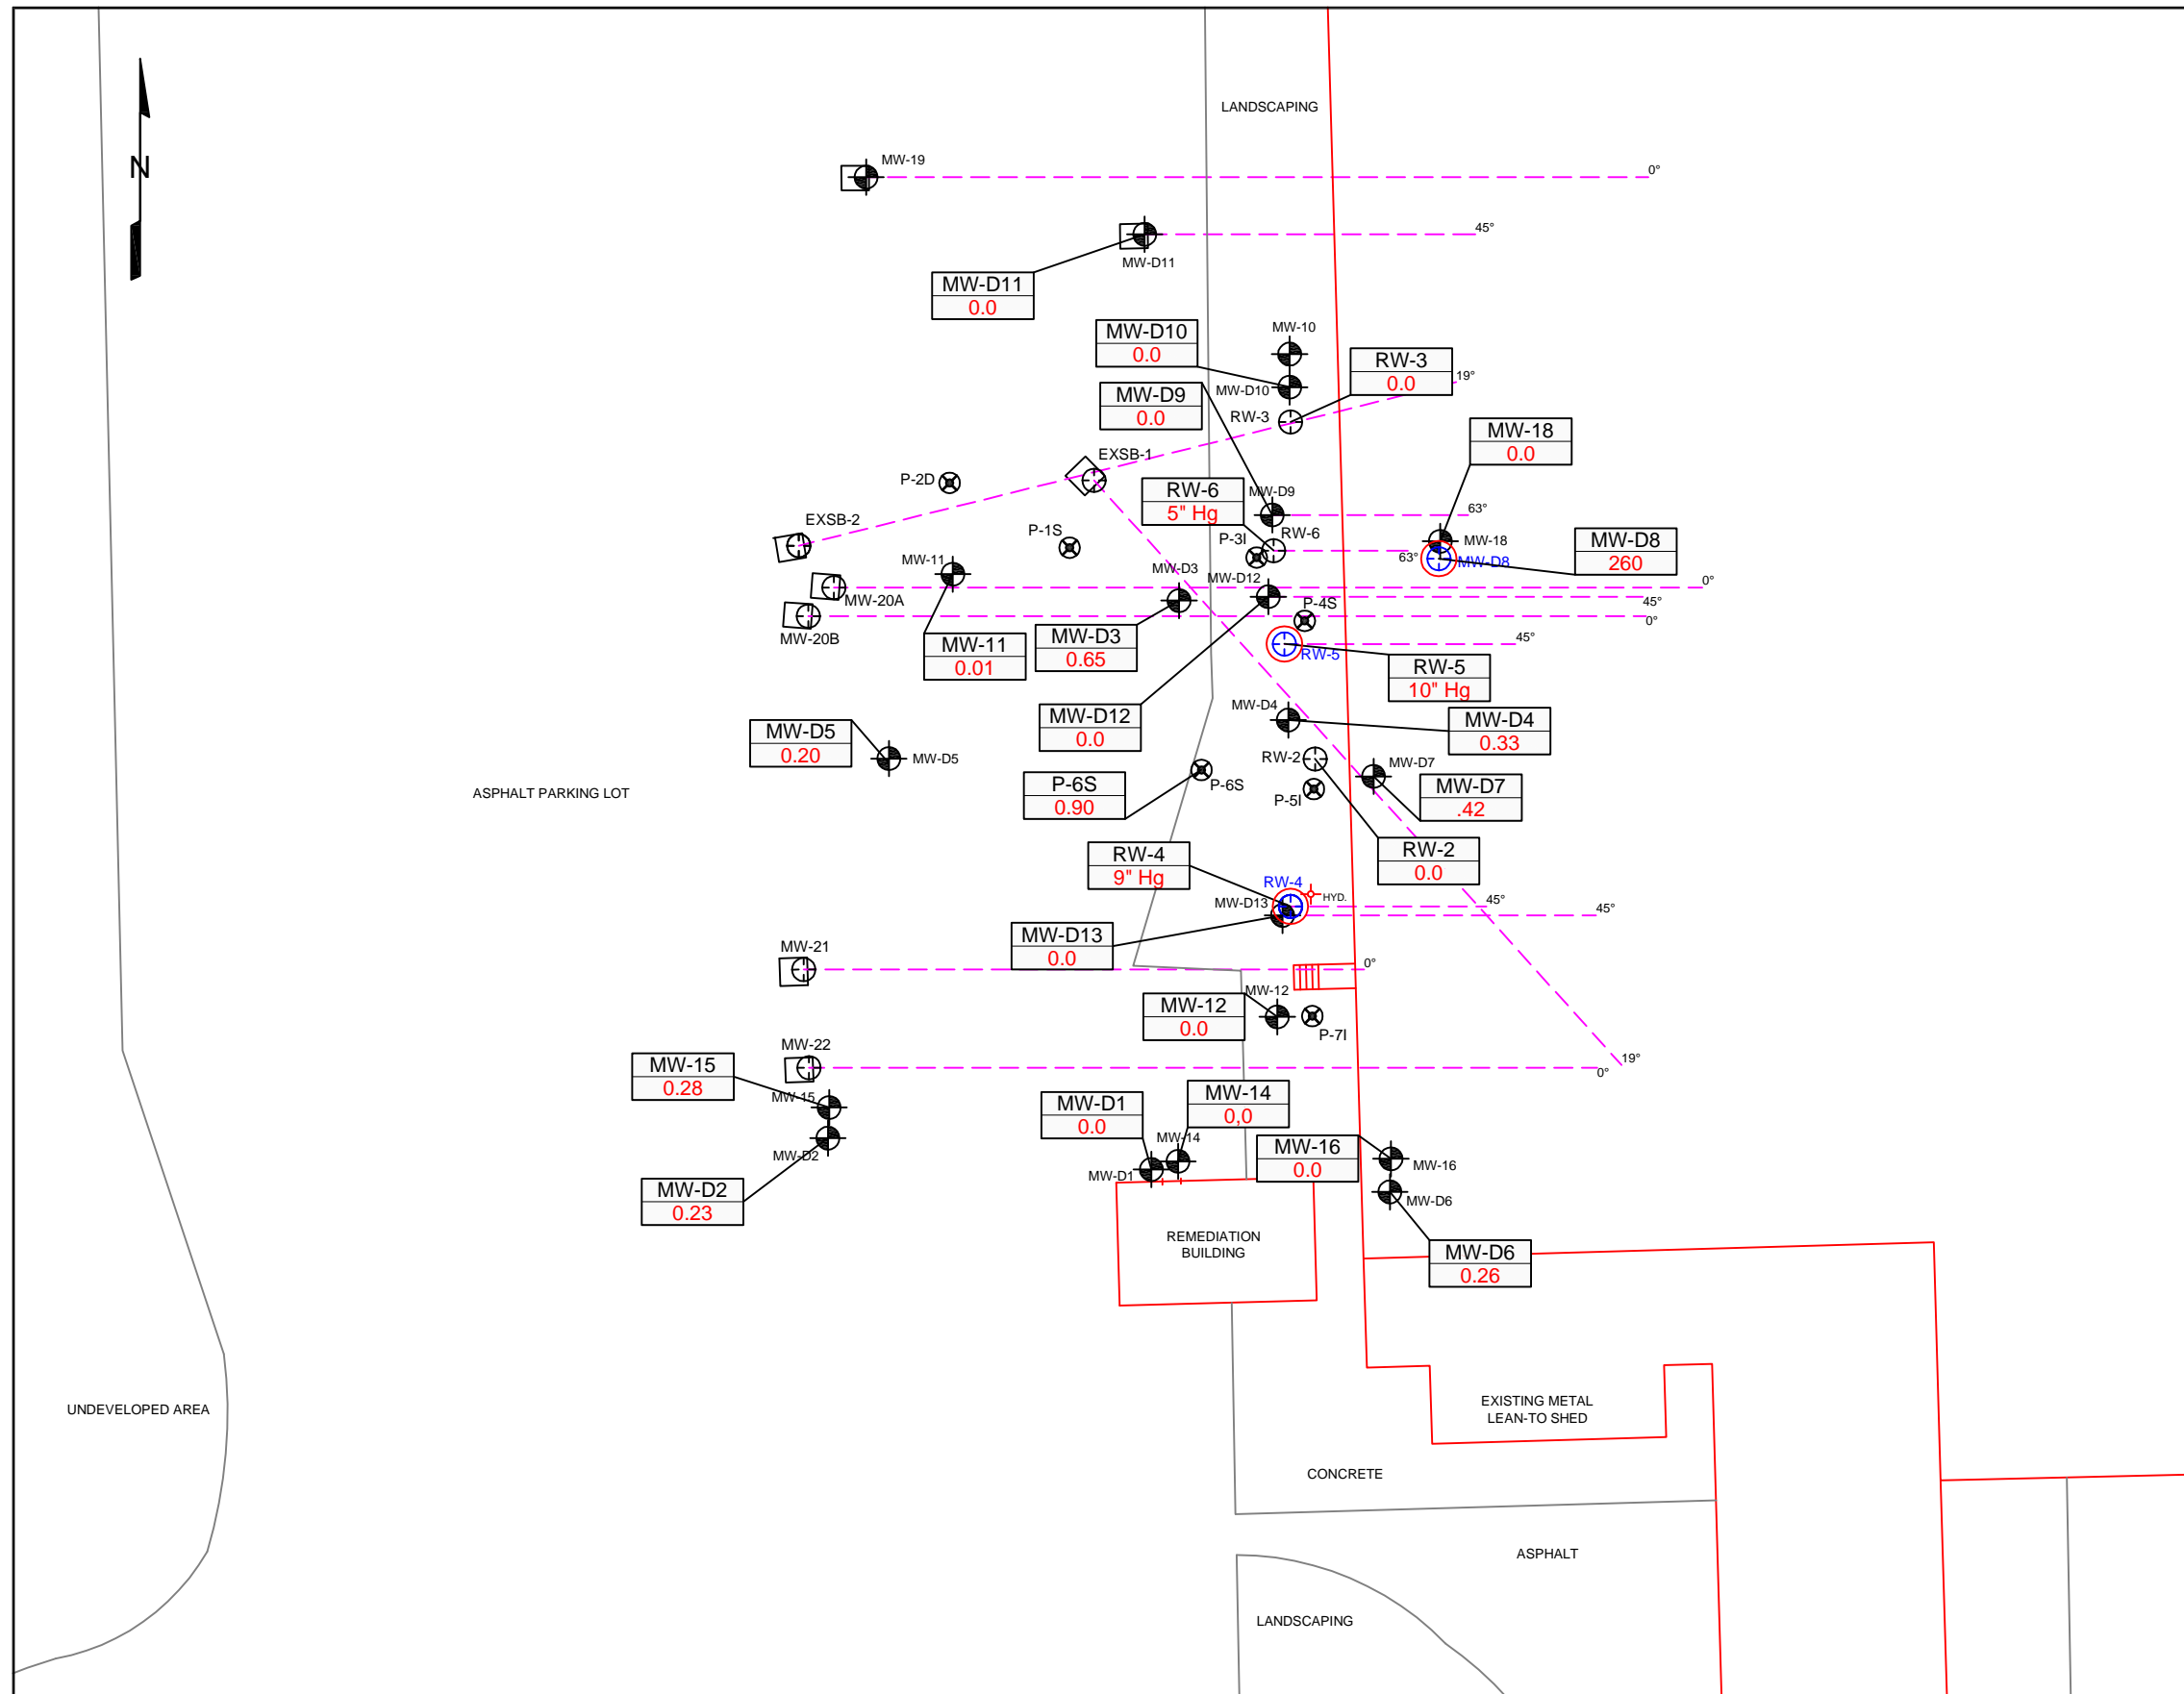 LANDSCAPING
N
MW-19
0°
45°
MW-D11
MW-D11
0.0
MW-D10
0.0
MW-10
RW-3
0.0
19°
MW-D10
MW-D9
0.0
RW-3
MW-18
0.0
EXSB-1
P-2D
RW-6
5" Hg
MW-D9
63°
EXSB-2
P-1S
P-3I
RW-6
MW-18
MW-D8
260
63°
MW-D8
MW-11
MW-D3
MW-D12
0°
MW-20A
45°
P-4S
0°
MW-20B
MW-11
0.01
MW-D3
0.65
45°
RW-5
RW-5
10" Hg
MW-D12
0.0
MW-D4
MW-D4
0.33
MW-D5
0.20
MW-D5
RW-2
MW-D7
P-6S
0.90
P-6S
P-5I
MW-D7
.42
ASPHALT PARKING LOT
RW-4
9" Hg
RW-2
0.0
RW-4
HYD.
45°
MW-D13
45°
MW-D13
0.0
MW-21
0°
MW-12
0.0
MW-12
P-7I
MW-22
19°
0°
MW-15
0.28
MW-15
MW-D1
0.0
MW-14
0,0
MW-D2
MW-14
MW-D1
MW-16
0.0
MW-16
MW-D2
0.23
MW-D6
REMEDIATION
BUILDING
MW-D6
0.26
UNDEVELOPED AREA
EXISTING METAL
LEAN-TO SHED
CONCRETE
ASPHALT
LANDSCAPING